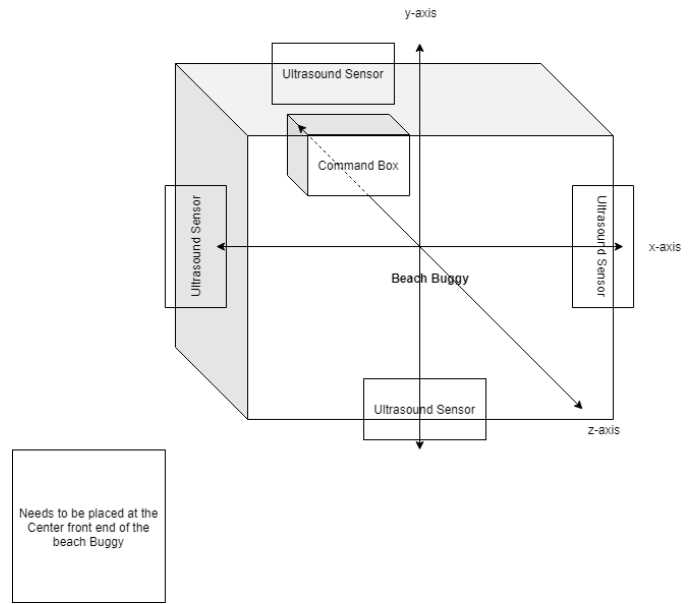 y-axis
Ultrasound Sensor
Command Box
Ultrasound Sensor
Ultrasound Sensor
x-axis
Beach Buggy
Ultrasound Sensor
z-axis
Needs to be placed at the
Center front end of the
beach Buggy